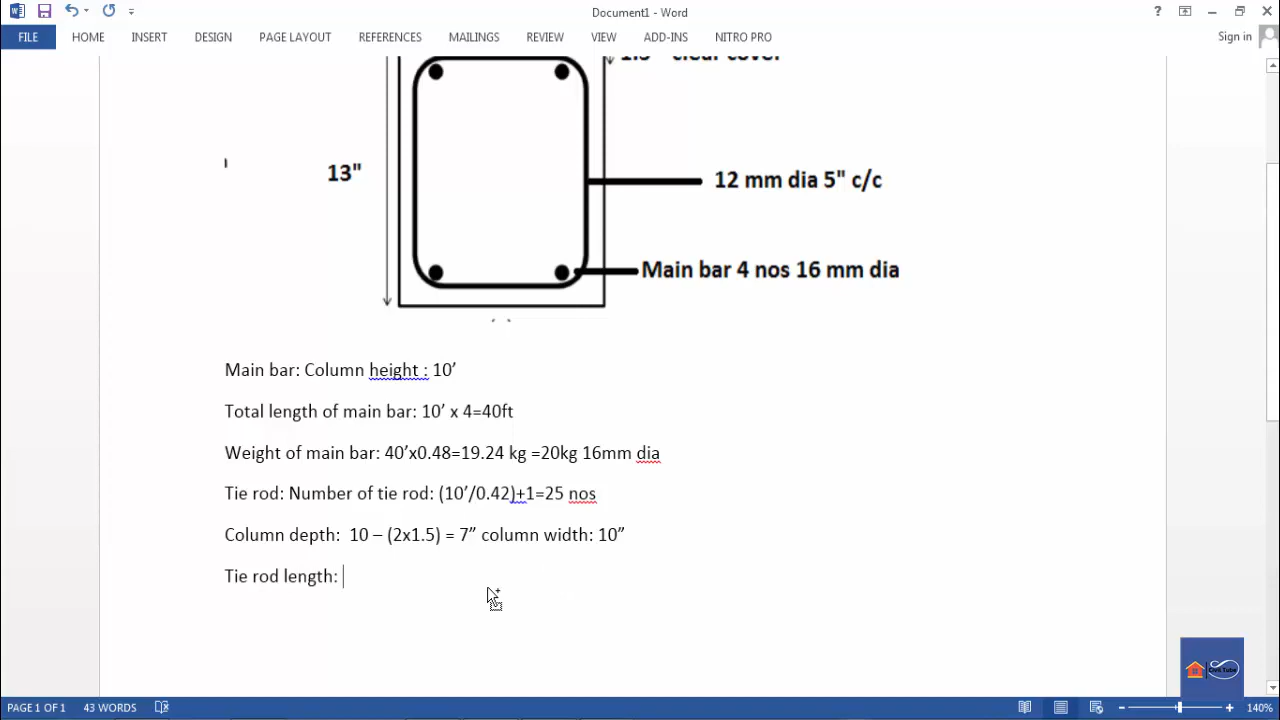 Document1 - Word
Sign in
FILE HOME INSERT DESIGN PAGE LAYOUT REFERENCES MAILINGS REVIEW VIEW ADD-INS NITRO PRO
1.5" clear cover
13"
12 mm dia 5" c/c
Main bar 4 nos 16 mm dia
Main bar: Column height : 10’
Total length of main bar: 10’ x 4=40ft
Weight of main bar: 40’x0.48=19.24 kg =20kg 16mm dia
Tie rod: Number of tie rod: (10’/0.42)+1=25 nos
Column depth:  10 – (2x1.5) = 7” column width: 10”
Tie rod length:
PAGE 1 OF 1 43 WORDS
140%